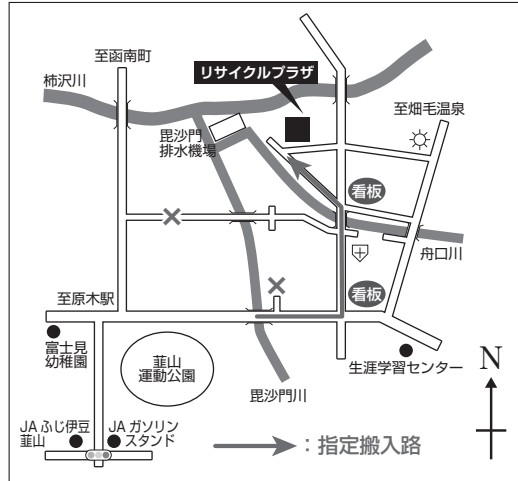 至函南町
リサイクルプラザ
柿沢川
至畑毛温泉
毘沙門
排水機場
看板
舟口川
看板
至原木駅
富士見
幼稚園
韮山
運動公園
生涯学習センター
毘沙門川
N
JA ふじ伊豆
韮山
JA ガソリン
スタンド
：指定搬入路